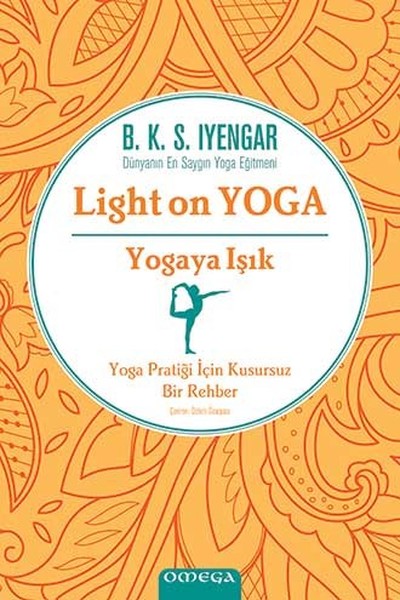 B. K. S. IYENGAR
Dünyanın En Saygın Yoga Eğitmeni
Light on YOGA
Yogaya Işık
Yoga Pratiği İçin Kusursuz
Bir Rehber
OMEGA